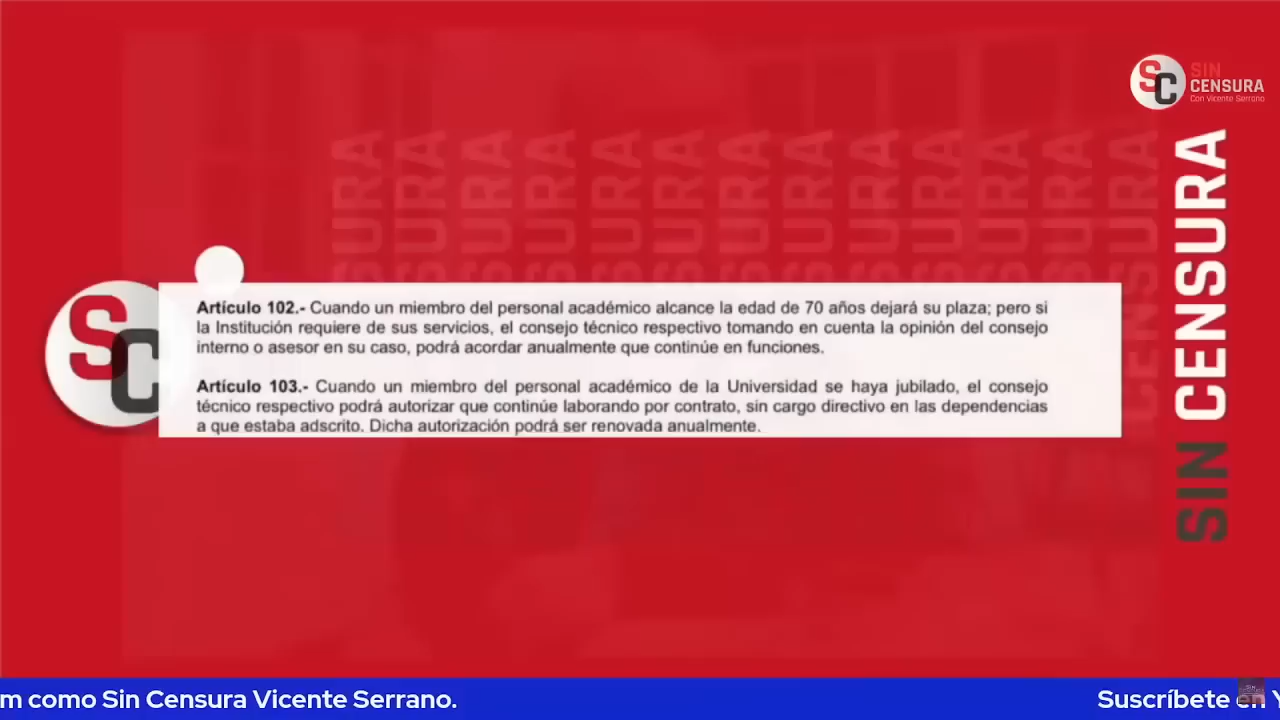 SIN
CENSURA
Con Vicente Serrano
SIN CENSURA
SC
Artículo 102.- Cuando un miembro del personal académico alcance la edad de 70 años dejará su plaza; pero si
la Institución requiere de sus servicios, el consejo técnico respectivo tomando en cuenta la opinión del consejo
interno o asesor en su caso, podrá acordar anualmente que continúe en funciones.
Artículo 103.- Cuando un miembro del personal académico de la Universidad se haya jubilado, el consejo
técnico respectivo podrá autorizar que continúe laborando por contrato, sin cargo directivo en las dependencias
a que estaba adscrito. Dicha autorización podrá ser renovada anualmente.
m como Sin Censura Vicente Serrano.
Suscríbete en Y